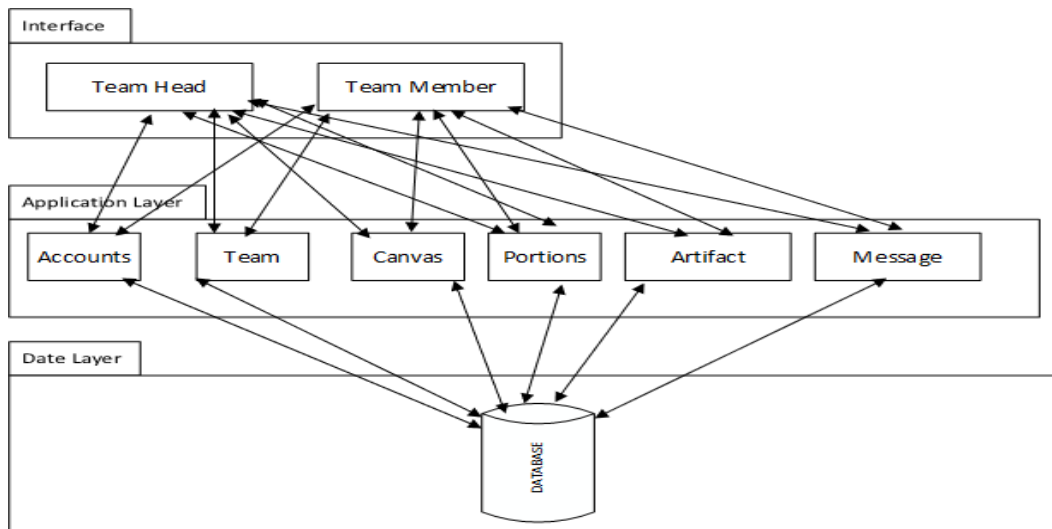 Interface
Team Head
Team Member
Application Layer
Accounts
Team
Canvas
Portions
Artifact
Message
Date Layer
DATABASE